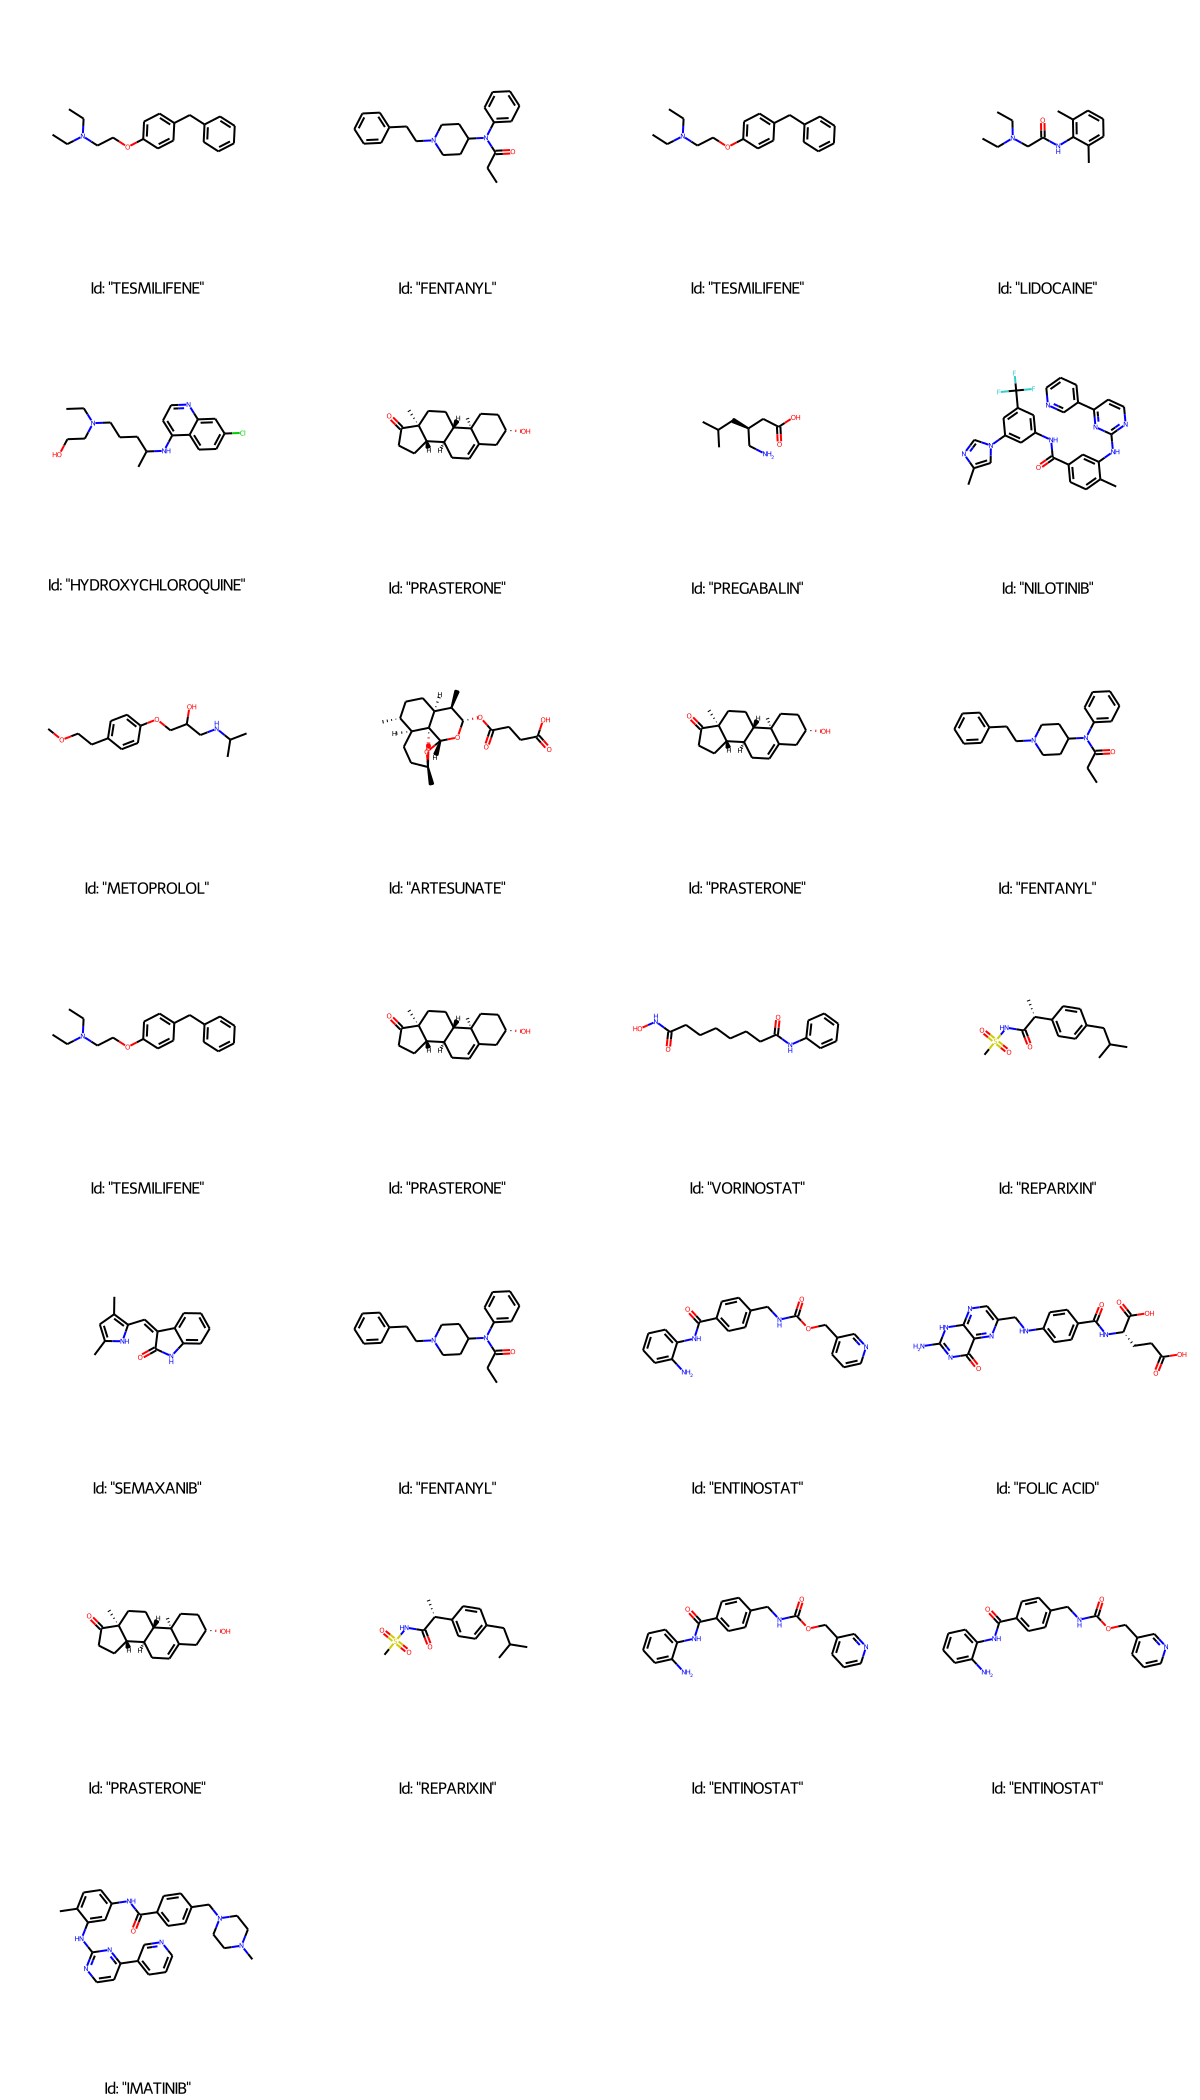 Id: "TESMILIFENE"
Id: "FENTANYL"
Id: "TESMILIFENE"
Id: "LIDOCAINE"
Id: "HYDROXYCHLOROQUINE"
Id: "PRASTERONE"
Id: "PREGABALIN"
Id: "NILOTINIB"
Id: "METOPROLOL"
Id: "ARTESUNATE"
Id: "PRASTERONE"
Id: "FENTANYL"
Id: "TESMILIFENE"
Id: "PRASTERONE"
Id: "VORINOSTAT"
Id: "REPARIXIN"
Id: "SEMAXANIB"
Id: "FENTANYL"
Id: "ENTINOSTAT"
Id: "FOLIC ACID"
Id: "PRASTERONE"
Id: "REPARIXIN"
Id: "ENTINOSTAT"
Id: "ENTINOSTAT"
Id: "IMATINIB"